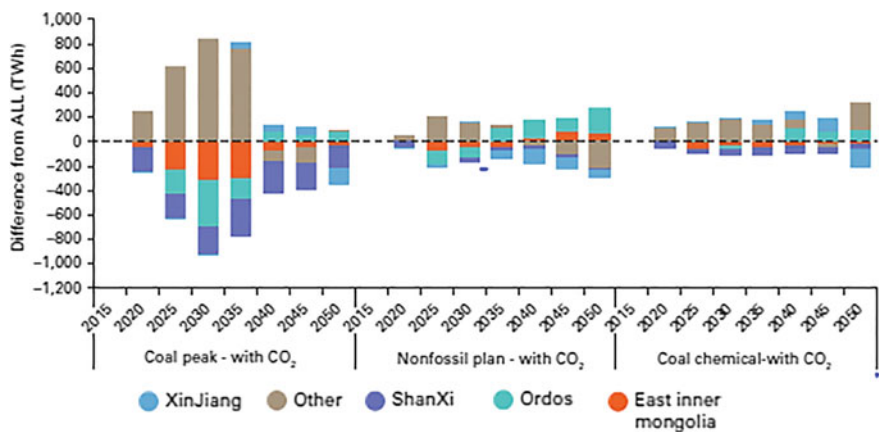 Difference from ALL (TWh)
1,000
800
600
400
200
0
−200
−400
−600
−800
−1,000
−1,200
2015 2020 2025 2030 2035 2040 2045 2050 2015 2020 2025 2030 2035 2040 2045 2050 2015 2020 2025 2030 2035 2040 2045 2050
Coal peak - with CO₂ Nonfossil plan - with CO₂ Coal chemical-with CO₂
XinJiang Other ShanXi Ordos East inner
mongolia